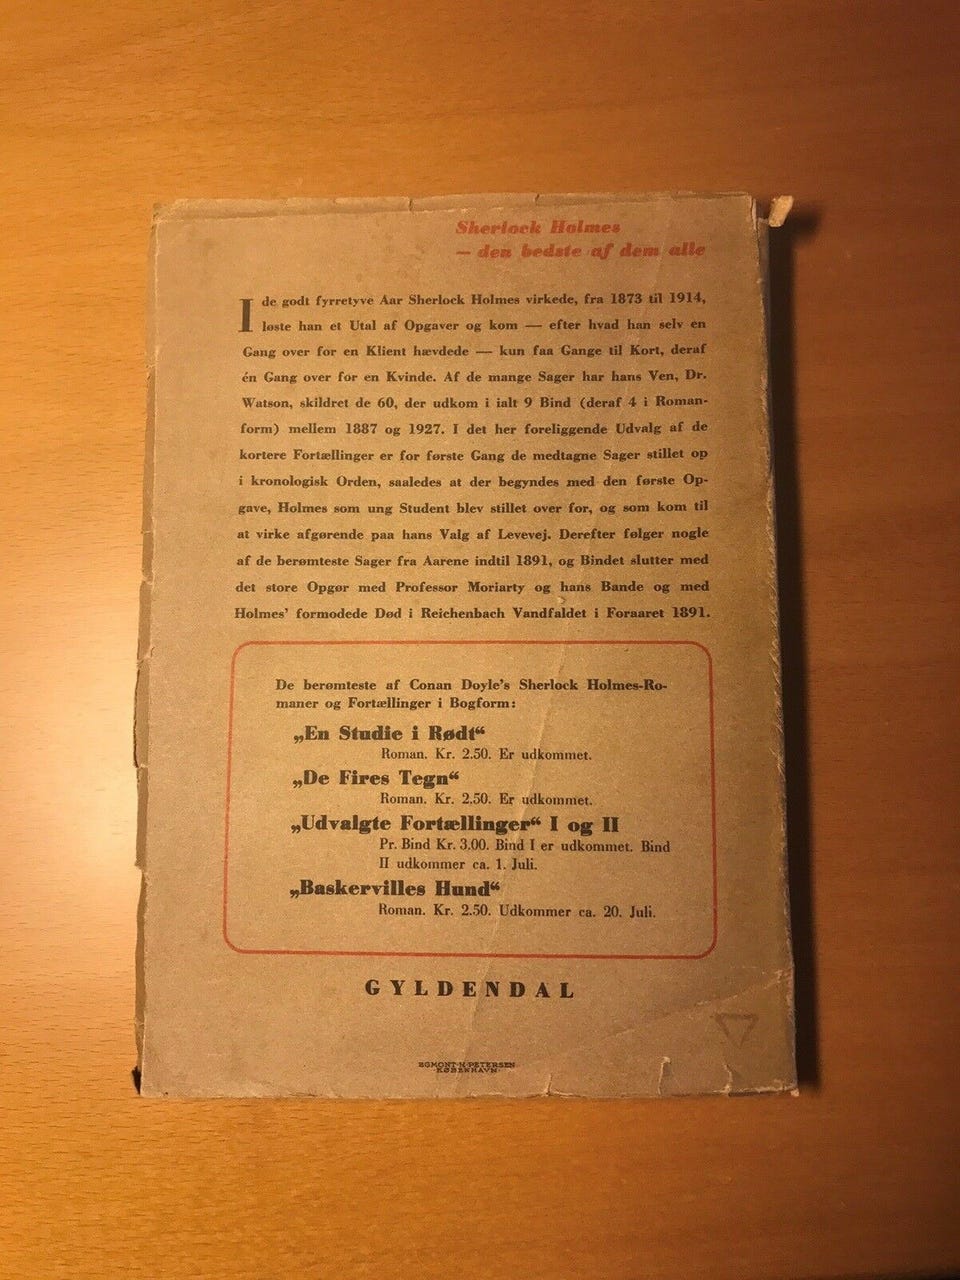 Sherlock Holmes
— den bedste af dem alle
I de godt fyrretyve Aar Sherlock Holmes virkede, fra 1873 til 1914,
løste han et Utal af Opgaver og kom — efter hvad han selv en
Gang over for en Klient hævdede — kun faa Gange til Kort, deraf
én Gang over for en Kvinde. Af de mange Sager har hans Ven, Dr.
Watson, skildret de 60, der udkom i ialt 9 Bind (deraf 4 i Roman-
form) mellem 1887 og 1927. I det her foreliggende Udvalg af de
kortere Fortællinger er for første Gang de medtagne Sager stillet op
i kronologisk Orden, saaledes at der begyndes med den første Op-
gave, Holmes som ung Student blev stillet over for, og som kom til
at virke afgørende paa hans Valg af Levevej. Derefter følger nogle
af de berømteste Sager fra Aarene indtil 1891, og Bindet slutter med
det store Opgør med Professor Moriarty og hans Bande og med
Holmes' formodede Død i Reichenbach Vandfaldet i Foraaret 1891.
De berømteste af Conan Doyle's Sherlock Holmes-Ro-
maner og Fortællinger i Bogform:
„En Studie i Rødt“
Roman. Kr. 2.50. Er udkommet.
„De Fires Tegn“
Roman. Kr. 2.50. Er udkommet.
„Udvalgte Fortællinger“ I og II
Pr. Bind Kr. 3.00. Bind I er udkommet. Bind
II udkommer ca. 1. Juli.
„Baskervilles Hund“
Roman. Kr. 2.50. Udkommer ca. 20. Juli.
GYLDENDAL
EGMONT·H·PETERSEN
·KØBENHAVN·